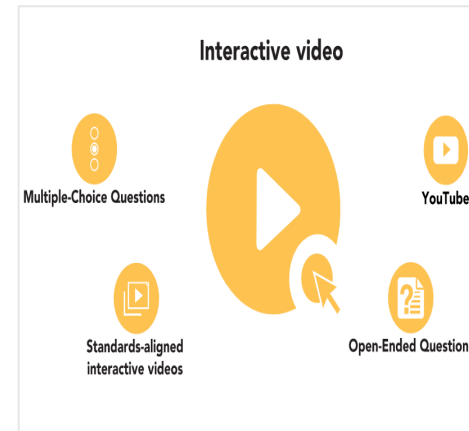 Interactive video
Multiple-Choice Questions
YouTube
Standards-aligned
interactive videos
Open-Ended Question